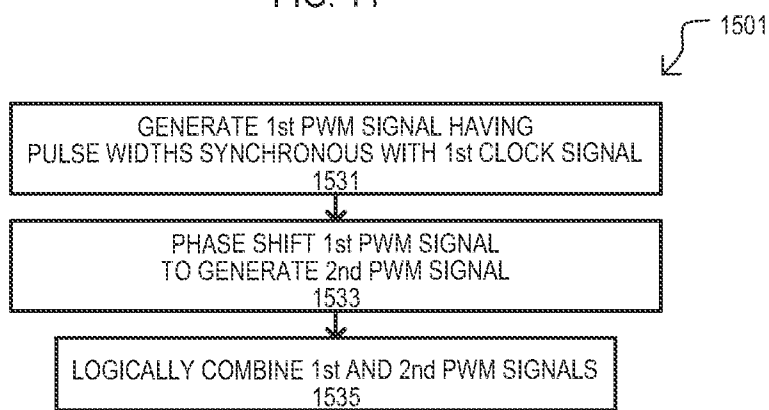 1501
GENERATE 1st PWM SIGNAL HAVING
PULSE WIDTHS SYNCHRONOUS WITH 1st CLOCK SIGNAL
1531
PHASE SHIFT 1st PWM SIGNAL
TO GENERATE 2nd PWM SIGNAL
1533
LOGICALLY COMBINE 1st AND 2nd PWM SIGNALS
1535